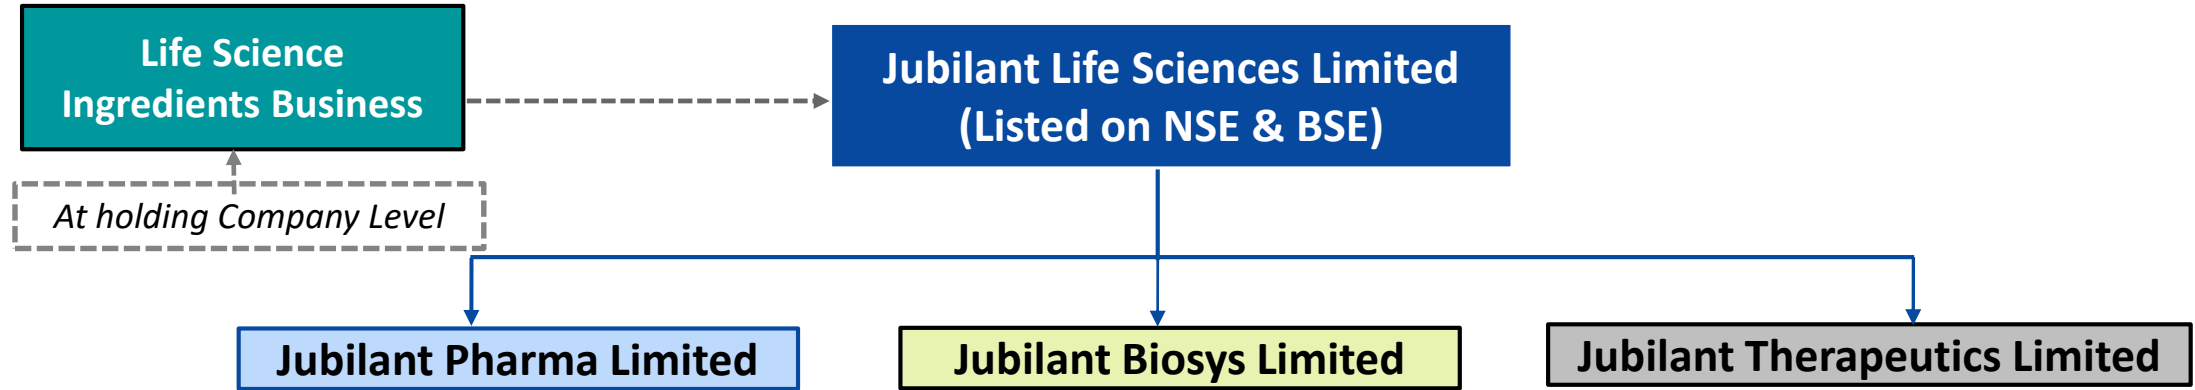 Life Science
Ingredients Business
Jubilant Life Sciences Limited
(Listed on NSE & BSE)
At holding Company Level
Jubilant Pharma Limited
Jubilant Biosys Limited
Jubilant Therapeutics Limited